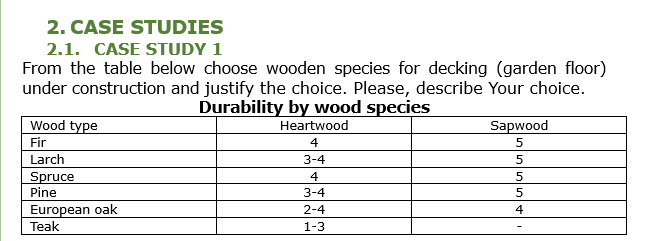 2. CASE STUDIES
2.1. CASE STUDY 1
From the table below choose wooden species for decking (garden floor)
under construction and justify the choice. Please, describe Your choice.
Durability by wood species
Wood type Heartwood Sapwood
Fir 4 5
Larch 3-4 5
Spruce 4 5
Pine 3-4 5
European oak 2-4 4
Teak 1-3 -